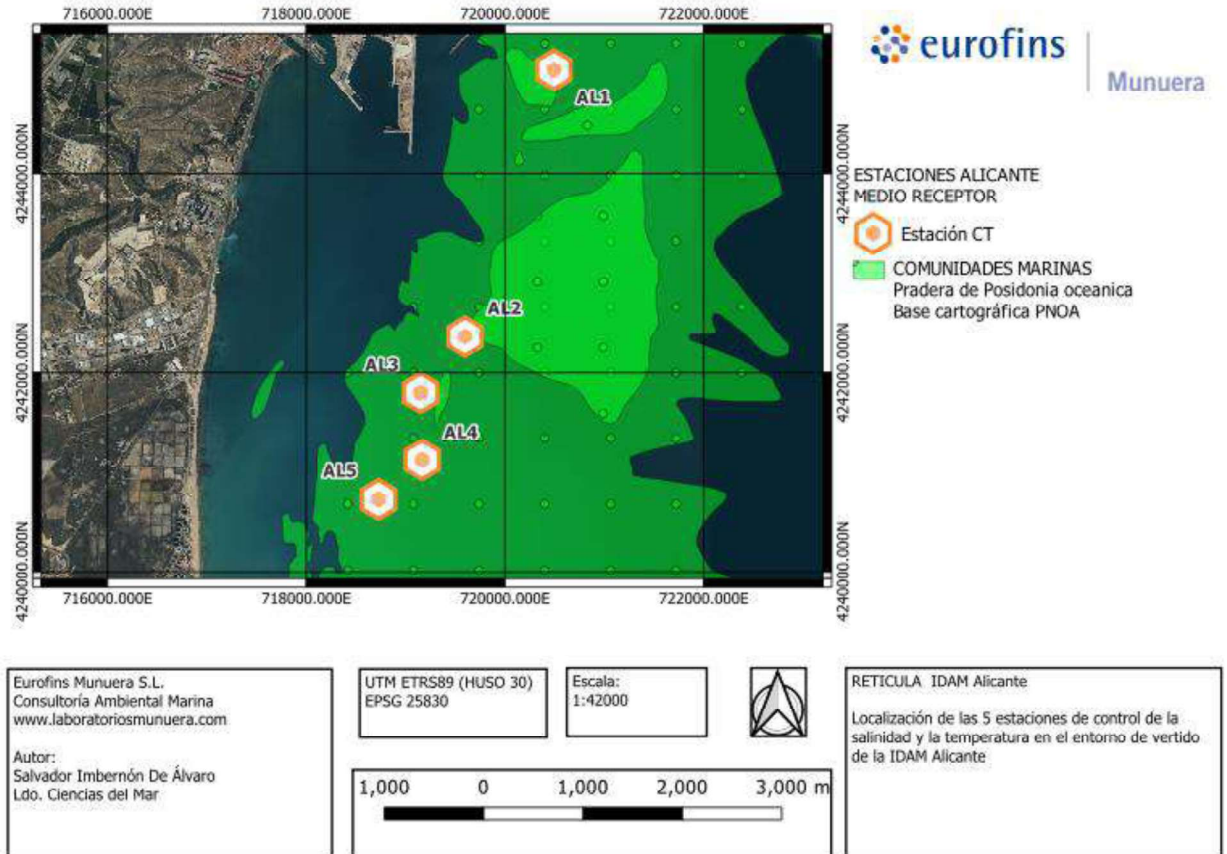 716000.000E 718000.000E 720000.000E 722000.000E
eurofins
Munuera
4244000.000N
4242000.000N
4240000.000N
4244000.000N
4242000.000N
4240000.000N
AL1
AL2
AL3
AL4
AL5
716000.000E 718000.000E 720000.000E 722000.000E
ESTACIONES ALICANTE
MEDIO RECEPTOR
Estación CT
COMUNIDADES MARINAS
Pradera de Posidonia oceanica
Base cartográfica PNOA
Eurofins Munuera S.L.
Consultoría Ambiental Marina
www.laboratoriosmunuera.com
Autor:
Salvador Imbernón De Álvaro
Ldo. Ciencias del Mar
UTM ETRS89 (HUSO 30)
EPSG 25830
Escala:
1:42000
1,000 0 1,000 2,000 3,000 m
RETICULA IDAM Alicante
Localización de las 5 estaciones de control de la
salinidad y la temperatura en el entorno de vertido
de la IDAM Alicante